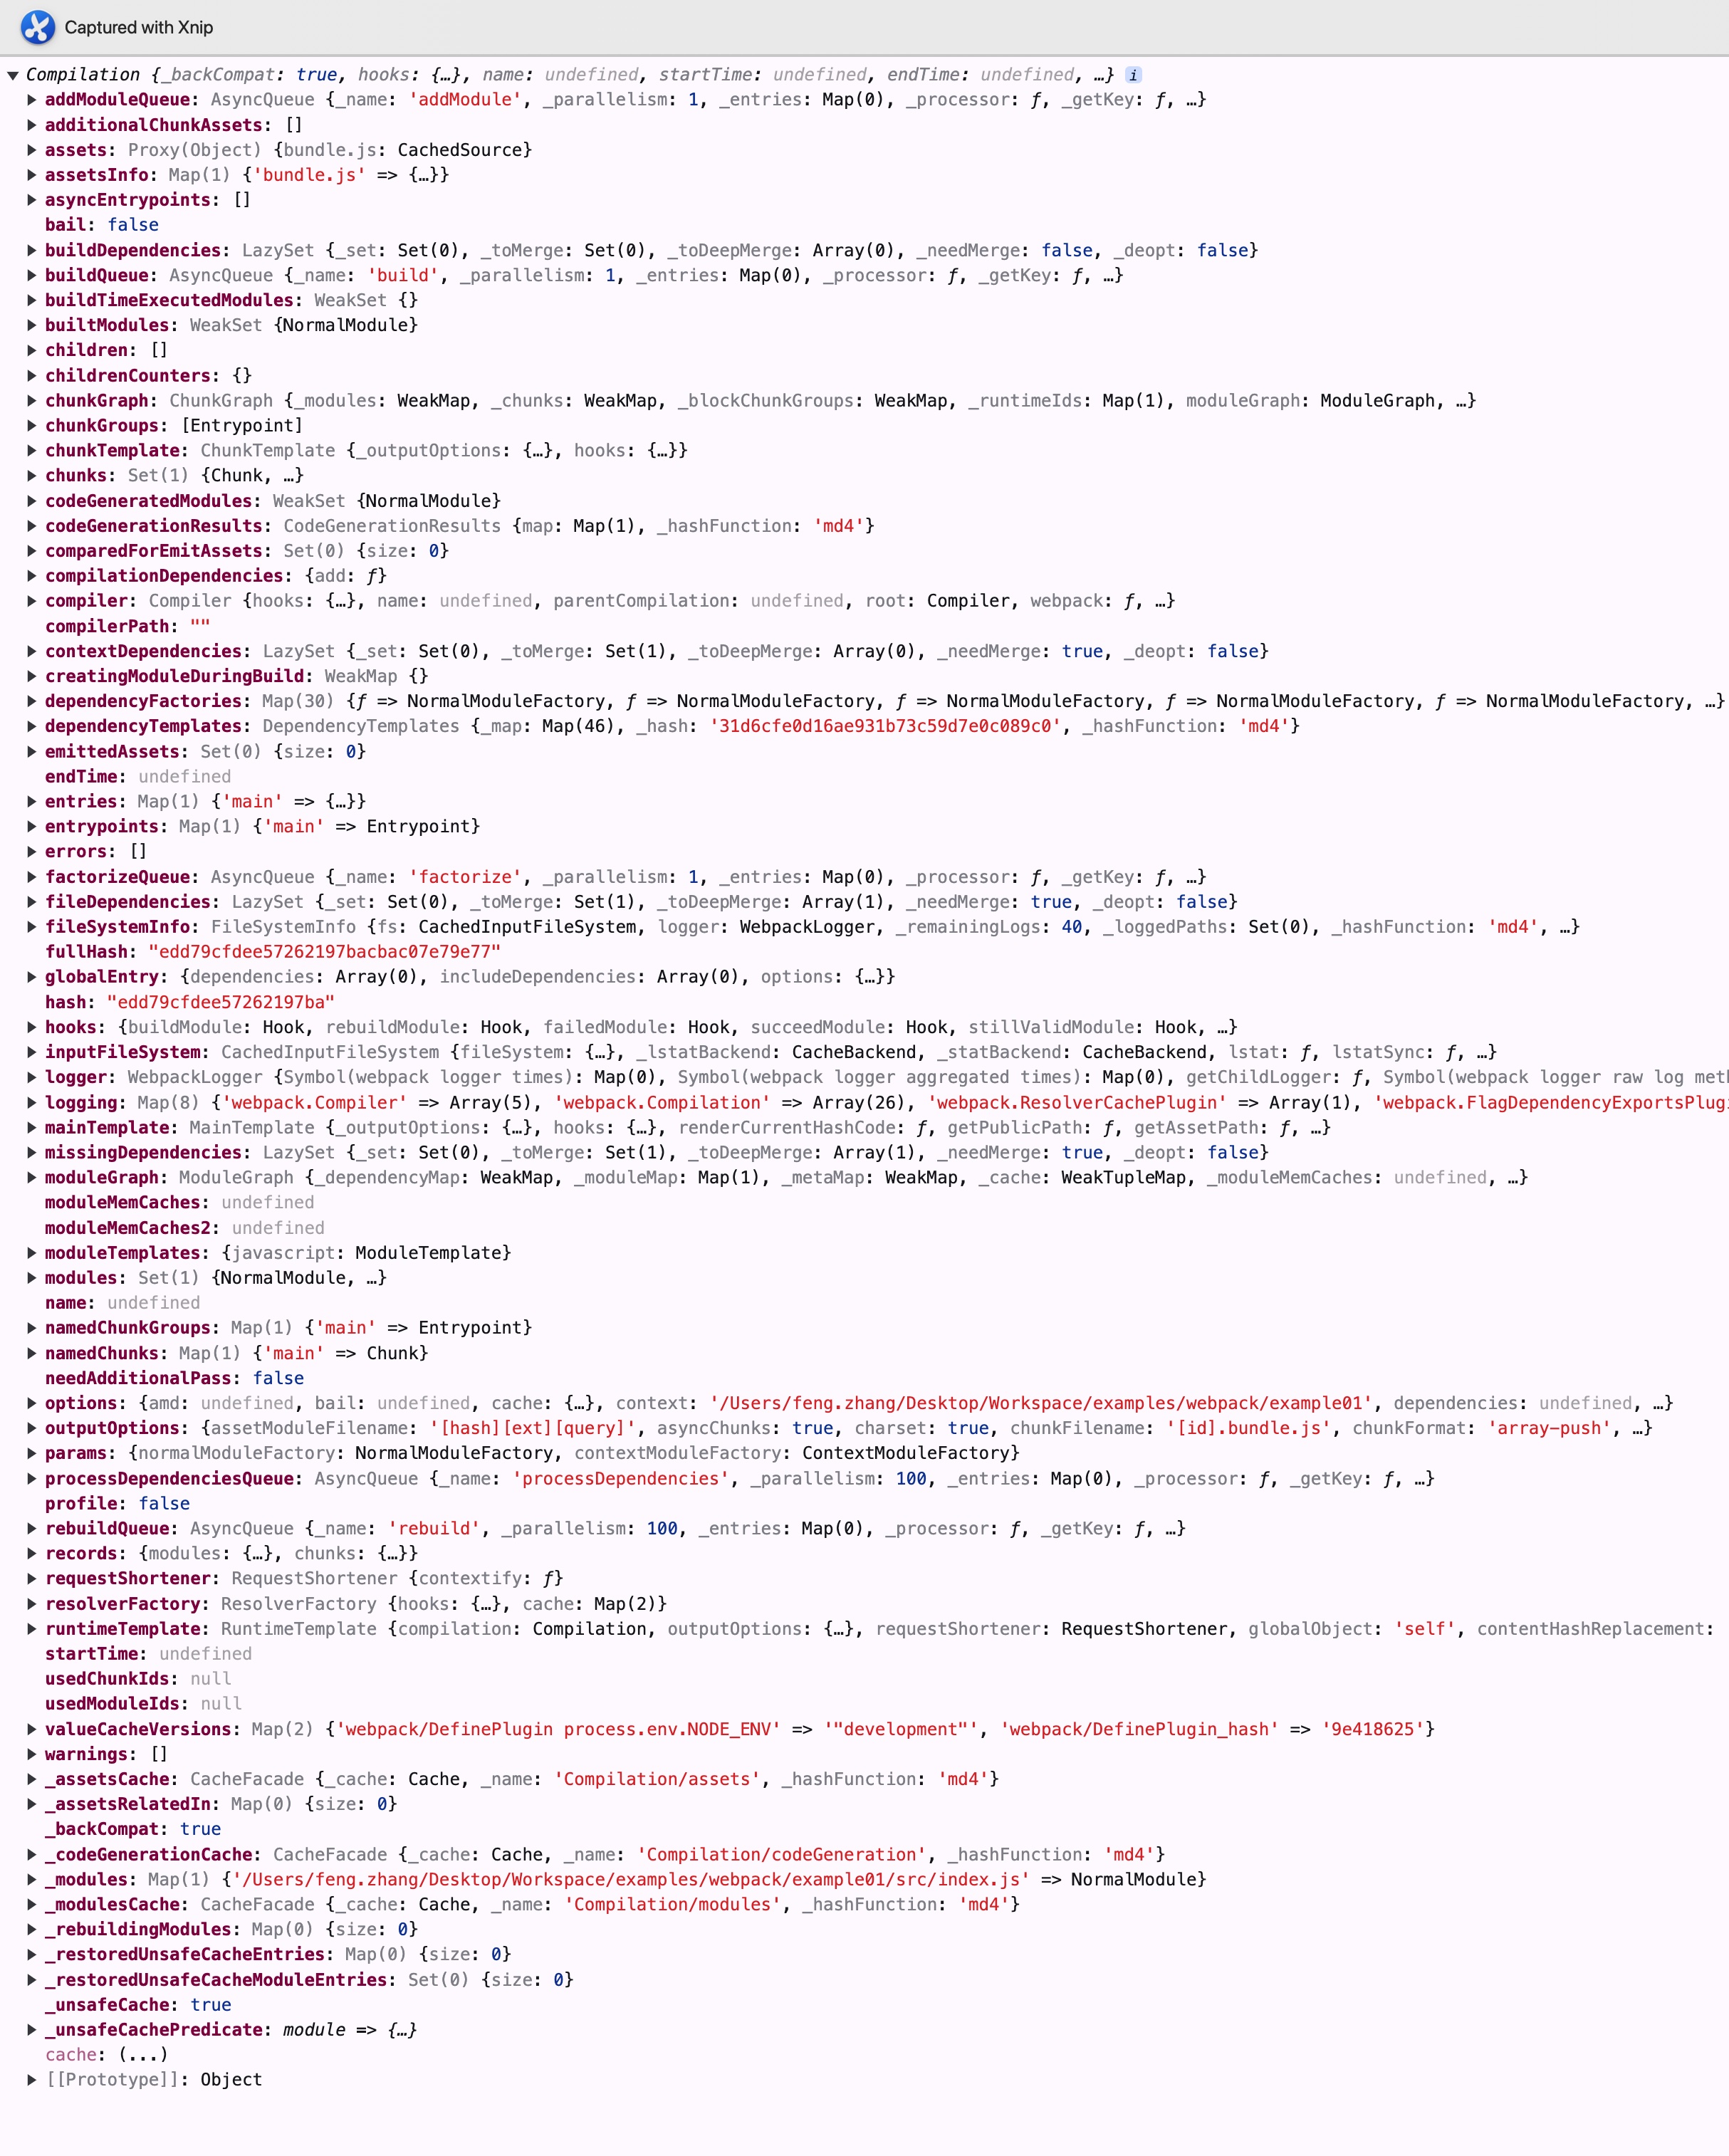 Captured with Xnip
Compilation {_backCompat: true, hooks: {…}, name: undefined, startTime: undefined, endTime: undefined, …} i
addModuleQueue: AsyncQueue {_name: 'addModule', _parallelism: 1, _entries: Map(0), _processor: ƒ, _getKey: ƒ, …}
additionalChunkAssets: []
assets: Proxy(Object) {bundle.js: CachedSource}
assetsInfo: Map(1) {'bundle.js' => {…}}
asyncEntrypoints: []
bail: false
buildDependencies: LazySet {_set: Set(0), _toMerge: Set(0), _toDeepMerge: Array(0), _needMerge: false, _deopt: false}
buildQueue: AsyncQueue {_name: 'build', _parallelism: 1, _entries: Map(0), _processor: ƒ, _getKey: ƒ, …}
buildTimeExecutedModules: WeakSet {}
builtModules: WeakSet {NormalModule}
children: []
childrenCounters: {}
chunkGraph: ChunkGraph {_modules: WeakMap, _chunks: WeakMap, _blockChunkGroups: WeakMap, _runtimeIds: Map(1), moduleGraph: ModuleGraph, …}
chunkGroups: [Entrypoint]
chunkTemplate: ChunkTemplate {_outputOptions: {…}, hooks: {…}}
chunks: Set(1) {Chunk, …}
codeGeneratedModules: WeakSet {NormalModule}
codeGenerationResults: CodeGenerationResults {map: Map(1), _hashFunction: 'md4'}
comparedForEmitAssets: Set(0) {size: 0}
compilationDependencies: {add: ƒ}
compiler: Compiler {hooks: {…}, name: undefined, parentCompilation: undefined, root: Compiler, webpack: ƒ, …}
compilerPath: ""
contextDependencies: LazySet {_set: Set(0), _toMerge: Set(1), _toDeepMerge: Array(0), _needMerge: true, _deopt: false}
creatingModuleDuringBuild: WeakMap {}
dependencyFactories: Map(30) {ƒ => NormalModuleFactory, ƒ => NormalModuleFactory, ƒ => NormalModuleFactory, ƒ => NormalModuleFactory, ƒ => NormalModuleFactory, …}
dependencyTemplates: DependencyTemplates {_map: Map(46), _hash: '31d6cfe0d16ae931b73c59d7e0c089c0', _hashFunction: 'md4'}
emittedAssets: Set(0) {size: 0}
endTime: undefined
entries: Map(1) {'main' => {…}}
entrypoints: Map(1) {'main' => Entrypoint}
errors: []
factorizeQueue: AsyncQueue {_name: 'factorize', _parallelism: 1, _entries: Map(0), _processor: ƒ, _getKey: ƒ, …}
fileDependencies: LazySet {_set: Set(0), _toMerge: Set(1), _toDeepMerge: Array(1), _needMerge: true, _deopt: false}
fileSystemInfo: FileSystemInfo {fs: CachedInputFileSystem, logger: WebpackLogger, _remainingLogs: 40, _loggedPaths: Set(0), _hashFunction: 'md4', …}
fullHash: "edd79cfdee57262197bacbac07e79e77"
globalEntry: {dependencies: Array(0), includeDependencies: Array(0), options: {…}}
hash: "edd79cfdee57262197ba"
hooks: {buildModule: Hook, rebuildModule: Hook, failedModule: Hook, succeedModule: Hook, stillValidModule: Hook, …}
inputFileSystem: CachedInputFileSystem {fileSystem: {…}, _lstatBackend: CacheBackend, _statBackend: CacheBackend, lstat: ƒ, lstatSync: ƒ, …}
logger: WebpackLogger {Symbol(webpack logger times): Map(0), Symbol(webpack logger aggregated times): Map(0), getChildLogger: ƒ, Symbol(webpack logger raw log met
logging: Map(8) {'webpack.Compiler' => Array(5), 'webpack.Compilation' => Array(26), 'webpack.ResolverCachePlugin' => Array(1), 'webpack.FlagDependencyExportsPlug
mainTemplate: MainTemplate {_outputOptions: {…}, hooks: {…}, renderCurrentHashCode: ƒ, getPublicPath: ƒ, getAssetPath: ƒ, …}
missingDependencies: LazySet {_set: Set(0), _toMerge: Set(1), _toDeepMerge: Array(1), _needMerge: true, _deopt: false}
moduleGraph: ModuleGraph {_dependencyMap: WeakMap, _moduleMap: Map(1), _metaMap: WeakMap, _cache: WeakTupleMap, _moduleMemCaches: undefined, …}
moduleMemCaches: undefined
moduleMemCaches2: undefined
moduleTemplates: {javascript: ModuleTemplate}
modules: Set(1) {NormalModule, …}
name: undefined
namedChunkGroups: Map(1) {'main' => Entrypoint}
namedChunks: Map(1) {'main' => Chunk}
needAdditionalPass: false
options: {amd: undefined, bail: undefined, cache: {…}, context: '/Users/feng.zhang/Desktop/Workspace/examples/webpack/example01', dependencies: undefined, …}
outputOptions: {assetModuleFilename: '[hash][ext][query]', asyncChunks: true, charset: true, chunkFilename: '[id].bundle.js', chunkFormat: 'array-push', …}
params: {normalModuleFactory: NormalModuleFactory, contextModuleFactory: ContextModuleFactory}
processDependenciesQueue: AsyncQueue {_name: 'processDependencies', _parallelism: 100, _entries: Map(0), _processor: ƒ, _getKey: ƒ, …}
profile: false
rebuildQueue: AsyncQueue {_name: 'rebuild', _parallelism: 100, _entries: Map(0), _processor: ƒ, _getKey: ƒ, …}
records: {modules: {…}, chunks: {…}}
requestShortener: RequestShortener {contextify: ƒ}
resolverFactory: ResolverFactory {hooks: {…}, cache: Map(2)}
runtimeTemplate: RuntimeTemplate {compilation: Compilation, outputOptions: {…}, requestShortener: RequestShortener, globalObject: 'self', contentHashReplacement:
startTime: undefined
usedChunkIds: null
usedModuleIds: null
valueCacheVersions: Map(2) {'webpack/DefinePlugin process.env.NODE_ENV' => '"development"', 'webpack/DefinePlugin_hash' => '9e418625'}
warnings: []
_assetsCache: CacheFacade {_cache: Cache, _name: 'Compilation/assets', _hashFunction: 'md4'}
_assetsRelatedIn: Map(0) {size: 0}
_backCompat: true
_codeGenerationCache: CacheFacade {_cache: Cache, _name: 'Compilation/codeGeneration', _hashFunction: 'md4'}
_modules: Map(1) {'/Users/feng.zhang/Desktop/Workspace/examples/webpack/example01/src/index.js' => NormalModule}
_modulesCache: CacheFacade {_cache: Cache, _name: 'Compilation/modules', _hashFunction: 'md4'}
_rebuildingModules: Map(0) {size: 0}
_restoredUnsafeCacheEntries: Map(0) {size: 0}
_restoredUnsafeCacheModuleEntries: Set(0) {size: 0}
_unsafeCache: true
_unsafeCachePredicate: module => {…}
cache: (...)
[[Prototype]]: Object